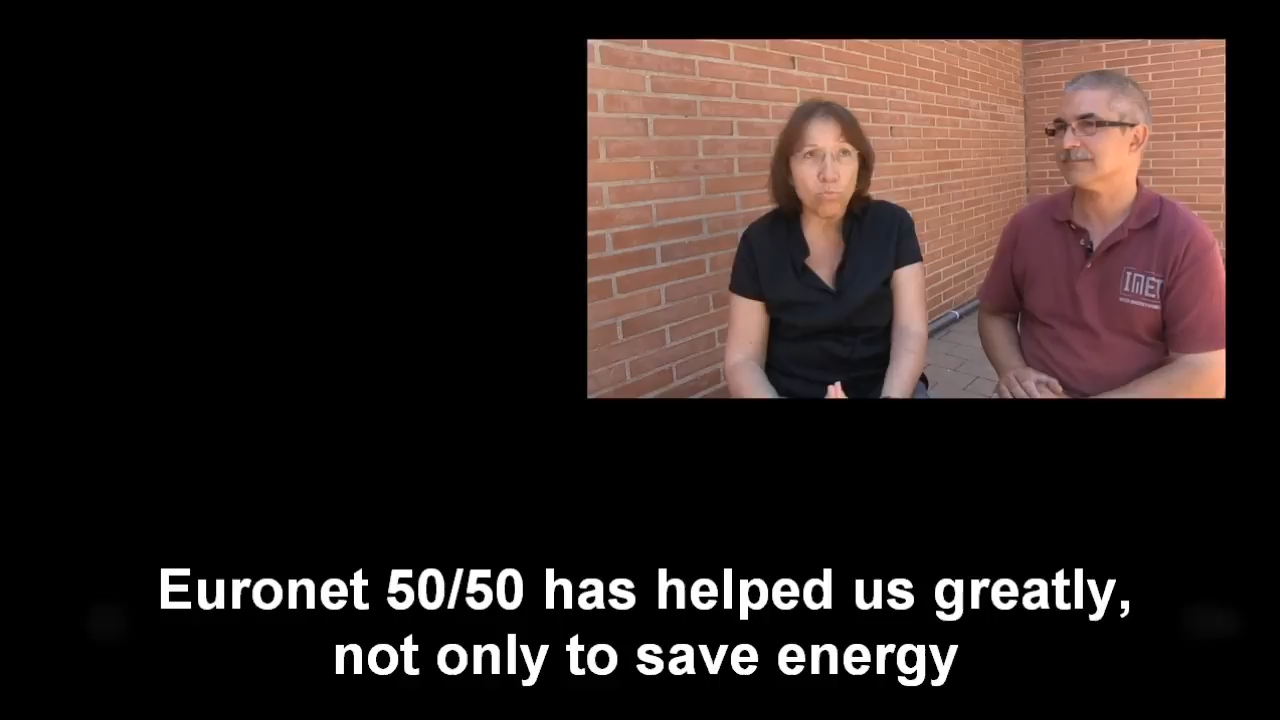 Euronet 50/50 has helped us greatly,
not only to save energy